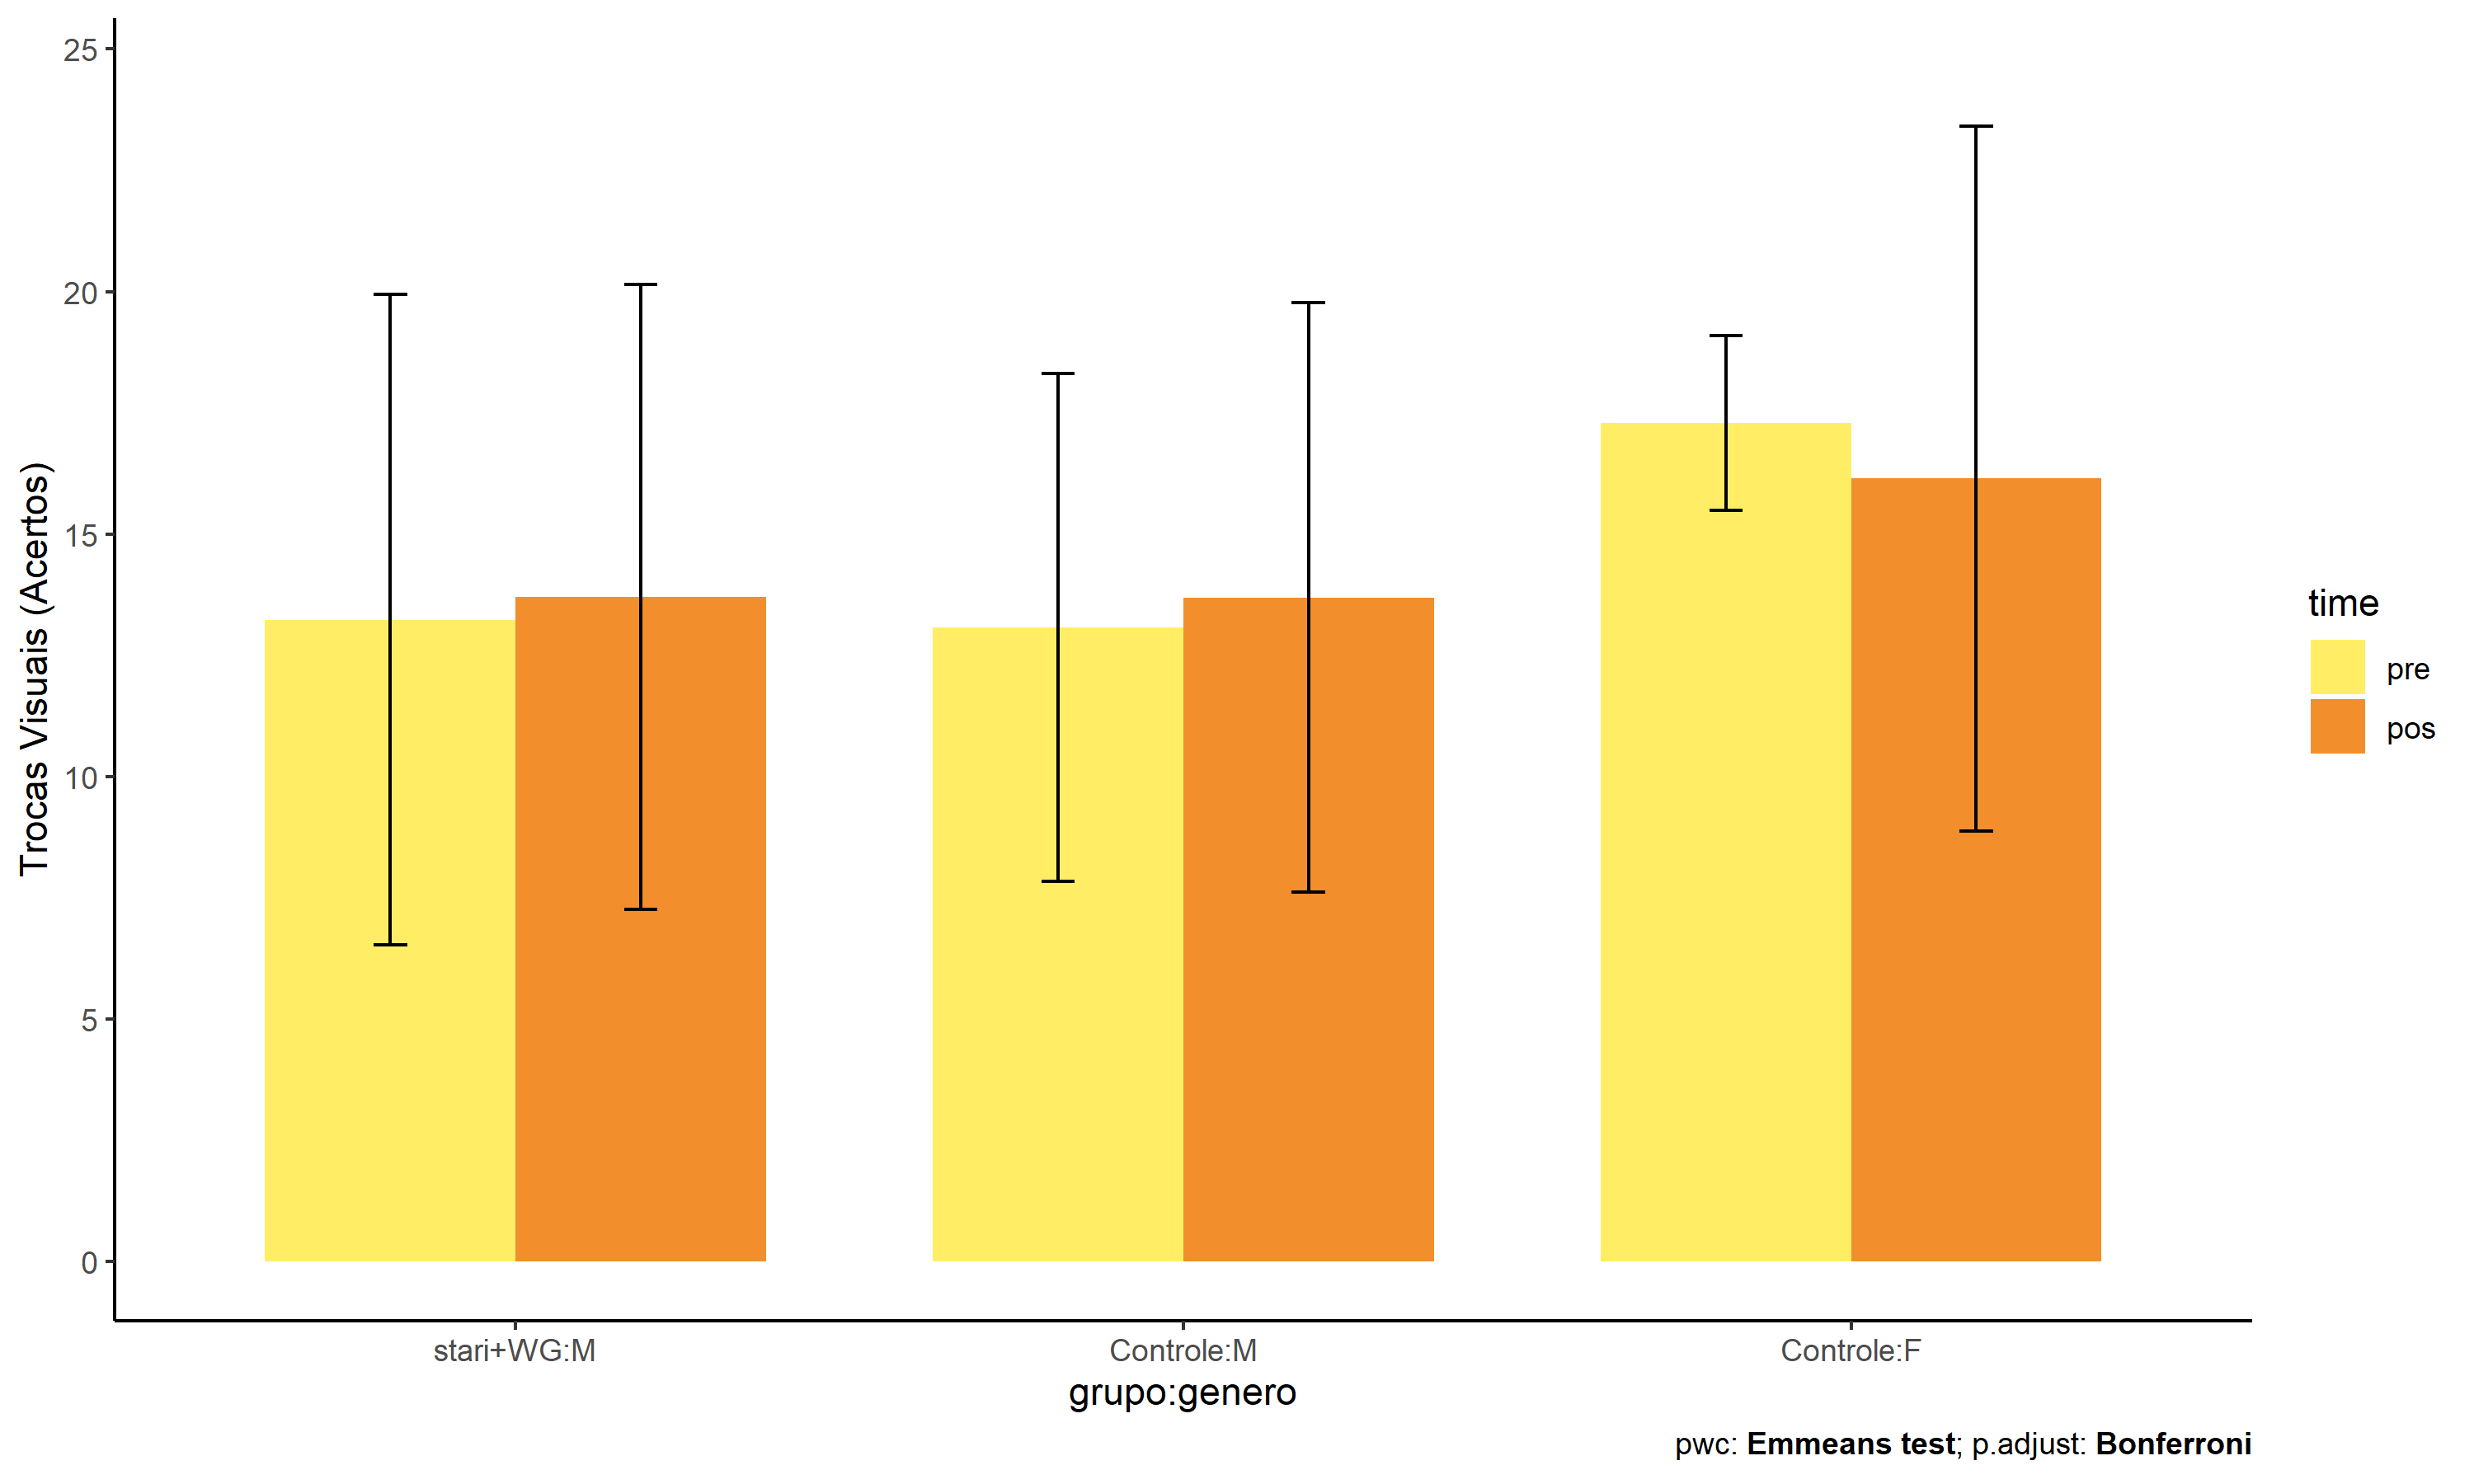 25
20
15
10
5
0
Trocas Visuais (Acertos)
stari+WG:M
Controle:M
Controle:F
grupo:genero
time
pre
pos
pwc: Emmeans test; p.adjust: Bonferroni